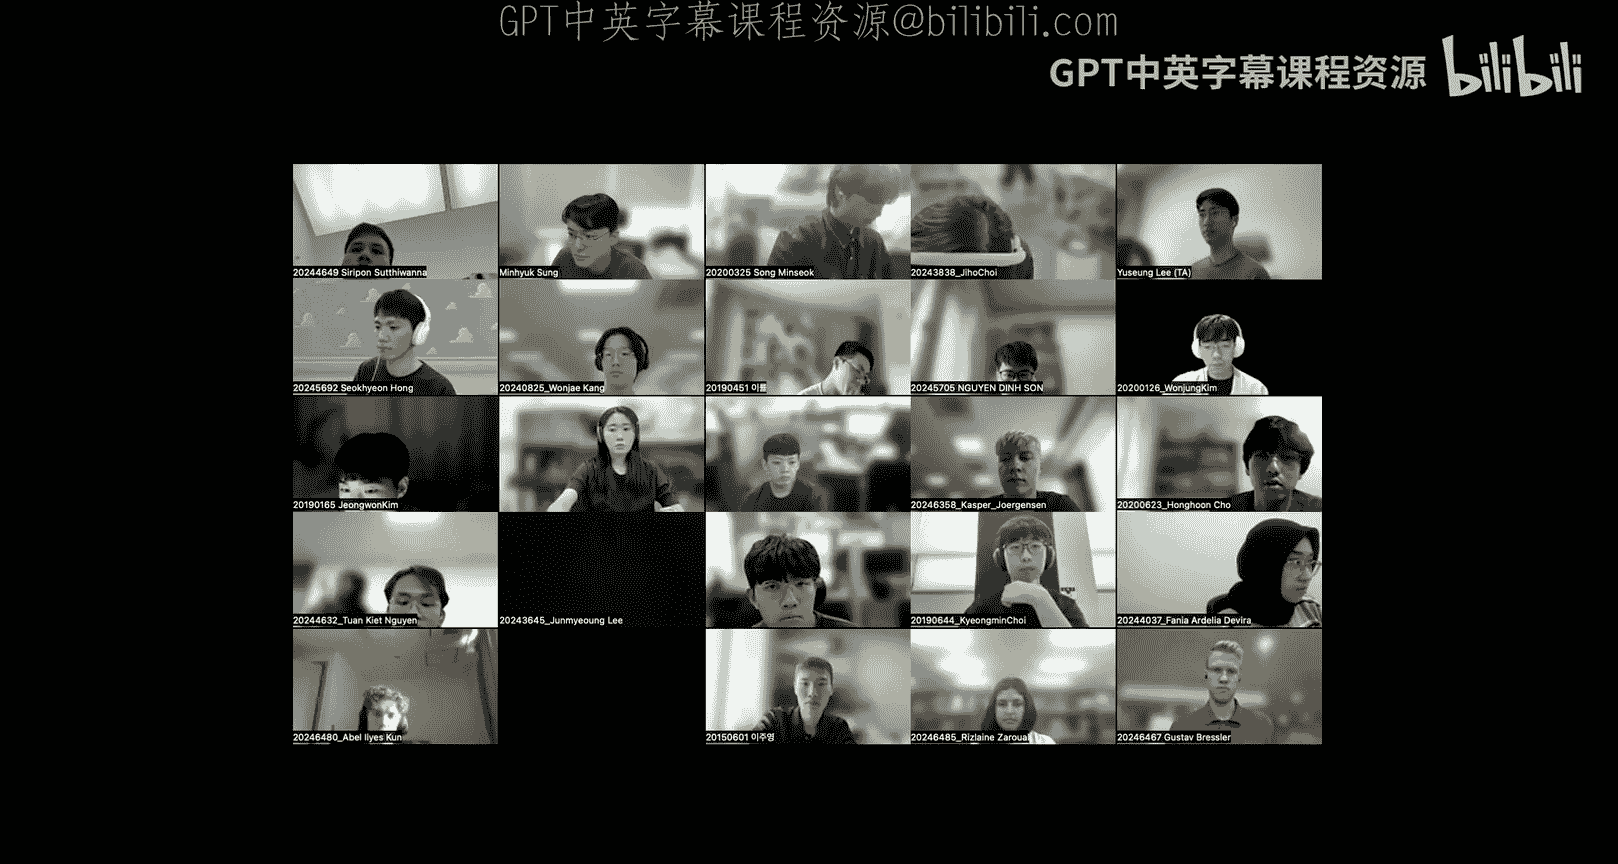 GPT中英字幕课程资源@bilibili.com
GPT中英字幕课程资源 bilibili
20244649 Siripon Sutthiwanna
Minhyuk Sung
20200325 Song Minseok
20243838_JihoChoi
Yuseung Lee (TA)
20245692 Seokhyeon Hong
20240825_Wonjae Kang
20190451 이름
20245705 NGUYEN DINH SON
20200126_WonjungKim
20190165 JeongwonKim
20246358_Kasper_Joergensen
20200623_Honghoon Cho
20244632_Tuan Kiet Nguyen
20243645_Junmyeoung Lee
20190644_KyeongminChoi
20244037_Fania Ardelia Devira
20246480_Abel Ilyes Kun
20150601 이주영
20246485_Rizlaine Zarouai
20246467 Gustav Bressler